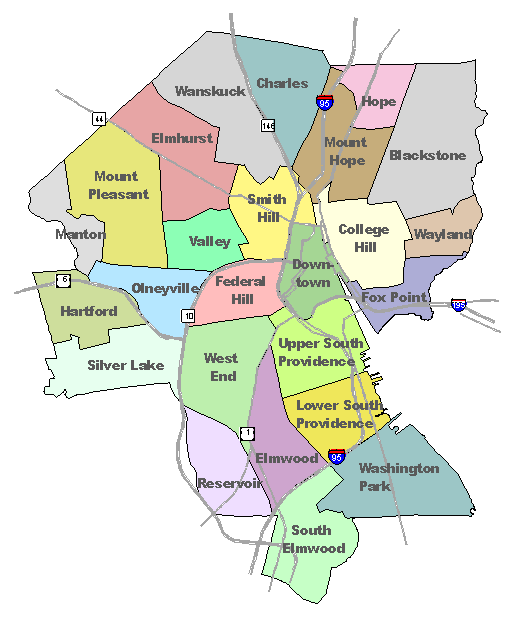 Wanskuck
Charles
95
Hope
44
146
Elmhurst
Mount
Hope
Blackstone
Mount
Pleasant
Smith
Hill
Manton
Valley
College
Hill
Wayland
Down-
town
6
Olneyville
Federal
Hill
Fox Point
195
Hartford
10
Silver Lake
West
End
Upper South
Providence
Lower South
Providence
1
Elmwood
95
Washington
Park
Reservoir
South
Elmwood